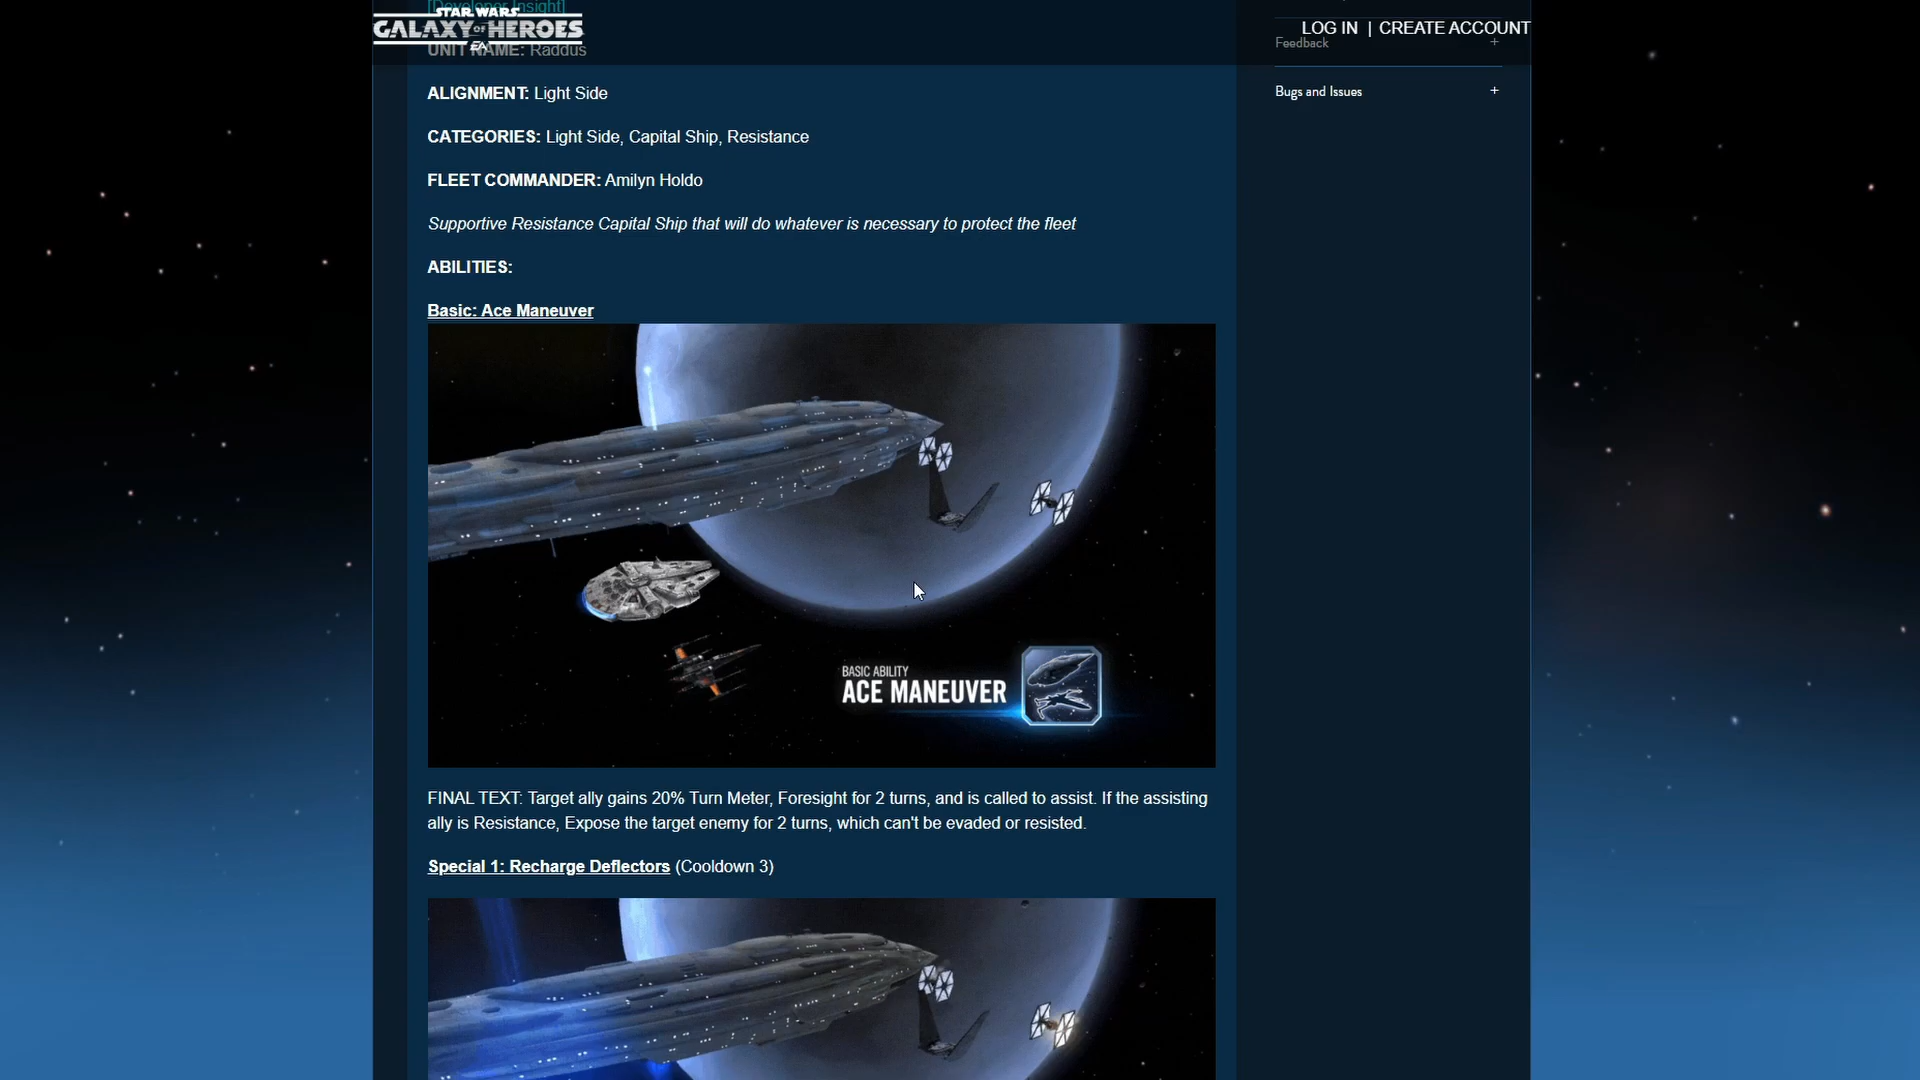 [Developer Insight]
STAR WARS
GALAXY OF HEROES
EA
LOG IN | CREATE ACCOUNT
UNIT NAME: Raddus
Feedback +
ALIGNMENT: Light Side
Bugs and Issues +
CATEGORIES: Light Side, Capital Ship, Resistance
FLEET COMMANDER: Amilyn Holdo
Supportive Resistance Capital Ship that will do whatever is necessary to protect the fleet
ABILITIES:
Basic: Ace Maneuver
BASIC ABILITY
ACE MANEUVER
FINAL TEXT: Target ally gains 20% Turn Meter, Foresight for 2 turns, and is called to assist. If the assisting
ally is Resistance, Expose the target enemy for 2 turns, which can't be evaded or resisted.
Special 1: Recharge Deflectors (Cooldown 3)